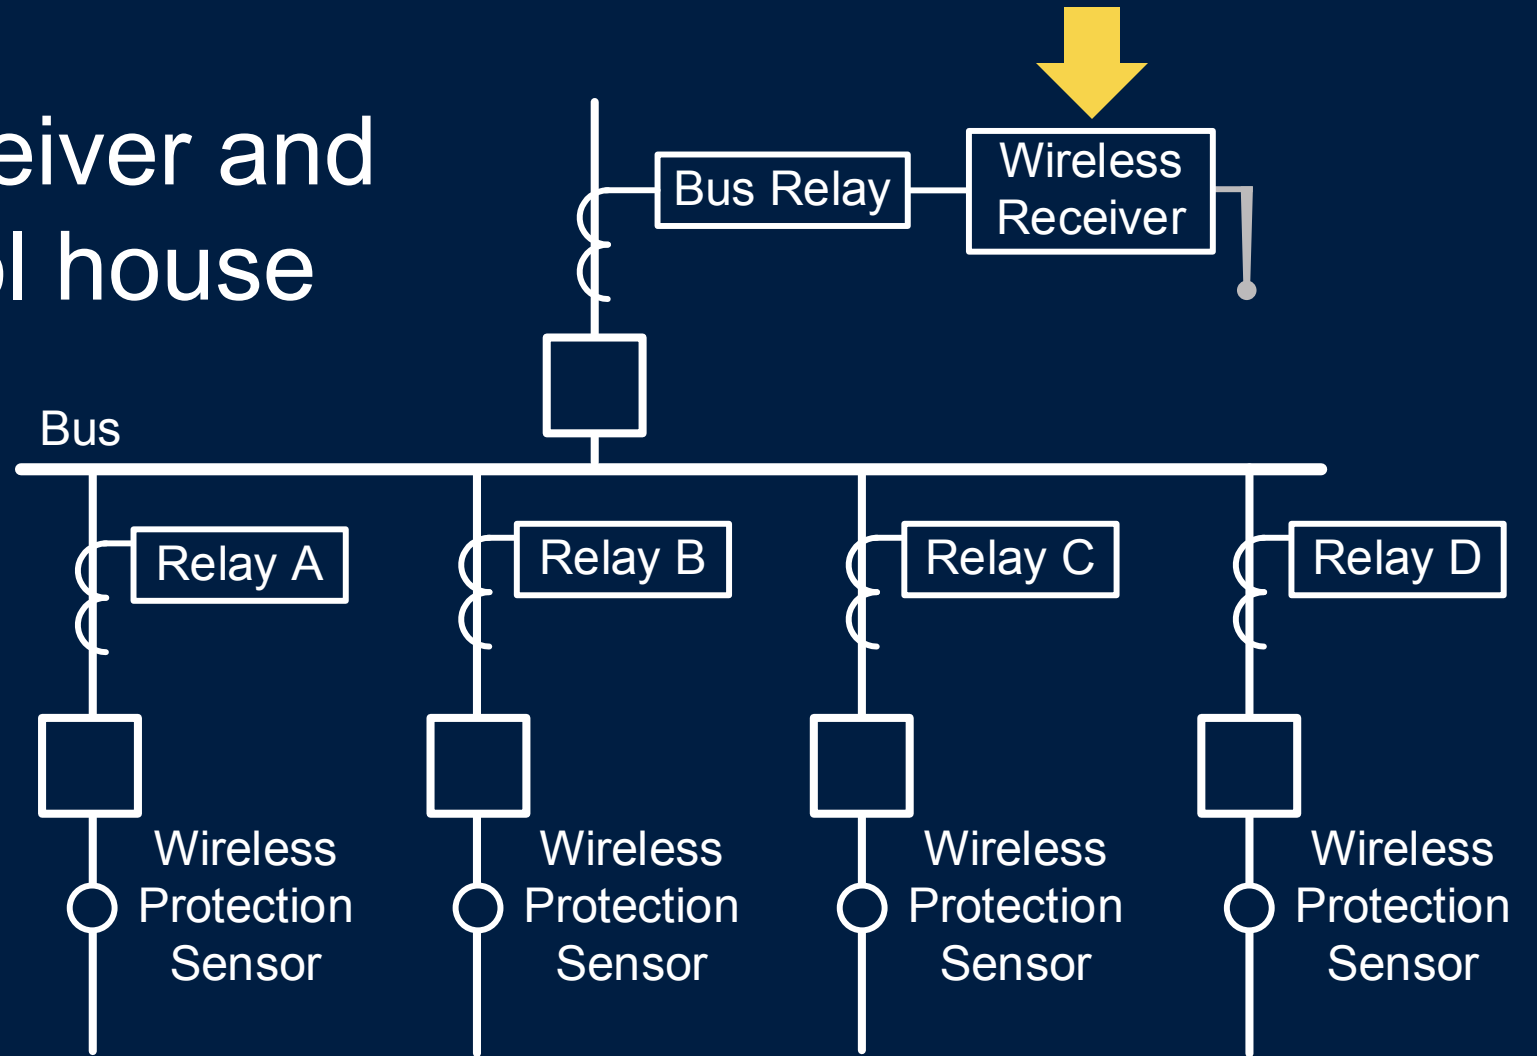 eiver and
ol house
Bus Relay
Wireless
Receiver
Bus
Relay A
Relay B
Relay C
Relay D
Wireless
Protection
Sensor
Wireless
Protection
Sensor
Wireless
Protection
Sensor
Wireless
Protection
Sensor